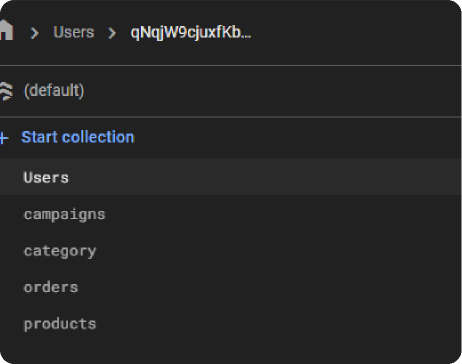 Users qNqjW9cjuxfKb…
(default)
Start collection
Users
campaigns
category
orders
products